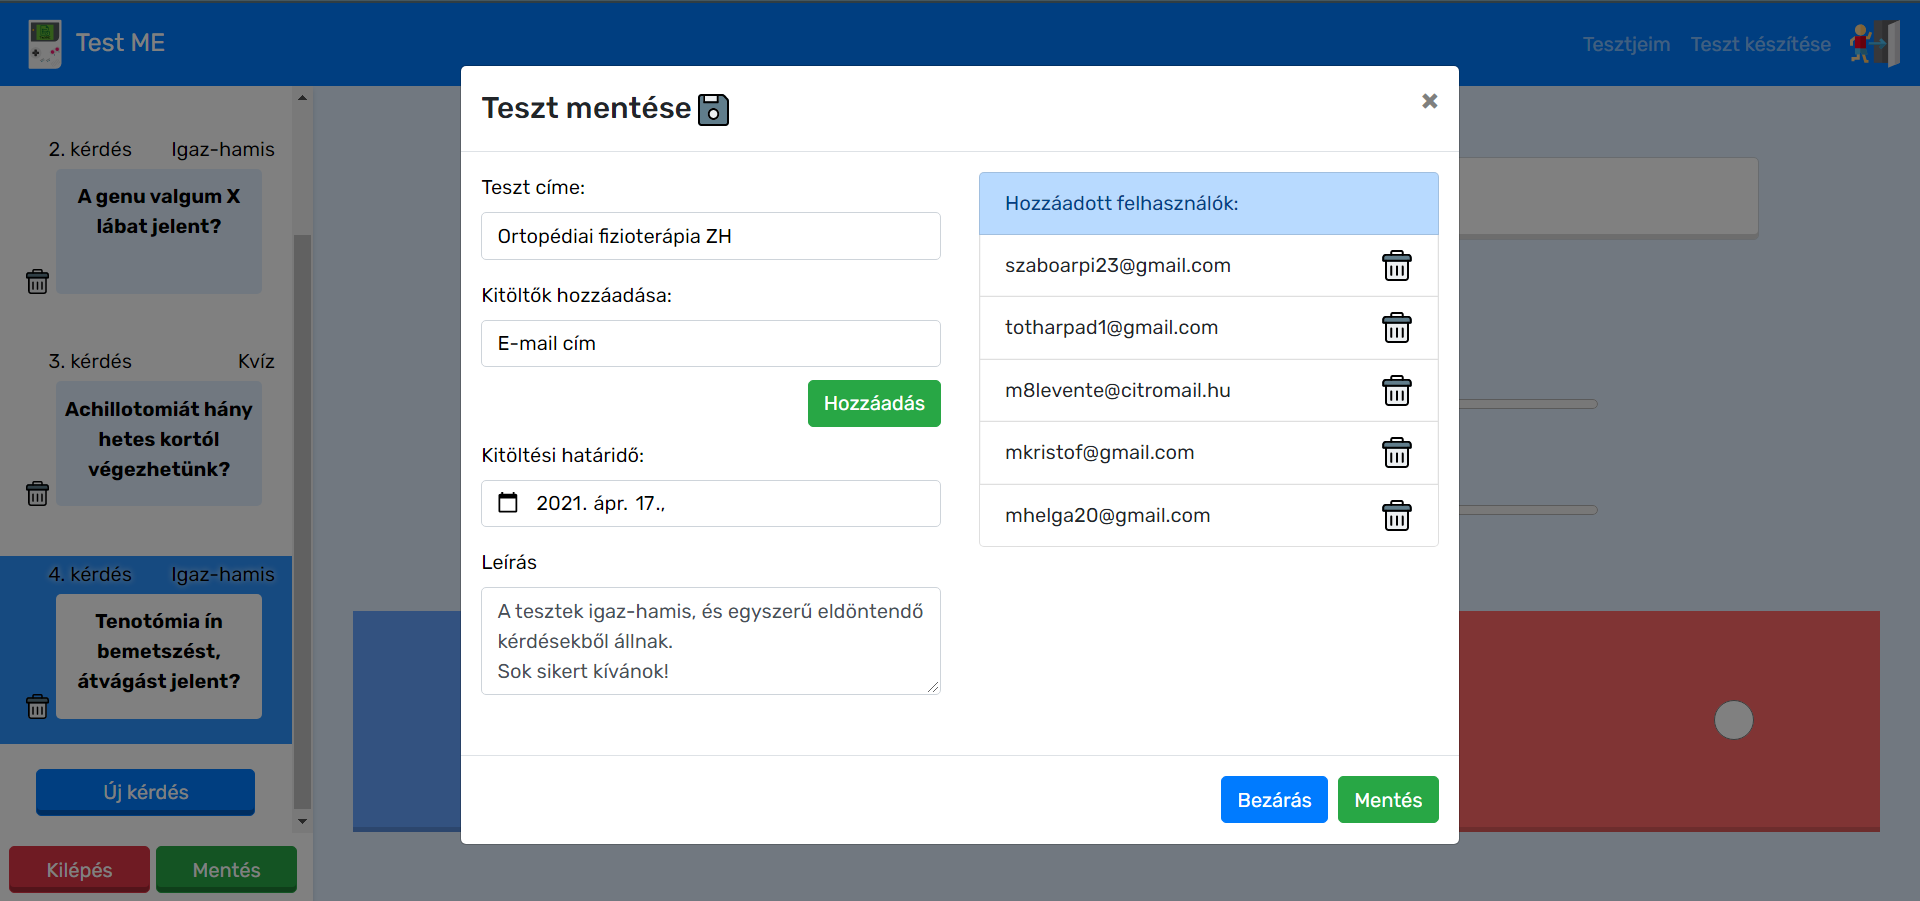 Test ME
Tesztjeim
Teszt készítése
2. kérdés Igaz-hamis
A genu valgum X
lábat jelent?
3. kérdés Kvíz
Achillotomiát hány
hetes kortól
végezhetünk?
4. kérdés Igaz-hamis
Tenotómia ín
bemetszést,
átvágást jelent?
Új kérdés
Kilépés
Mentés
Teszt mentése
×
Teszt címe:
Ortopédiai fizioterápia ZH
Kitöltők hozzáadása:
E-mail cím
Hozzáadás
Kitöltési határidő:
2021. ápr. 17.,
Leírás
A tesztek igaz-hamis, és egyszerű eldöntendő
kérdésekből állnak.
Sok sikert kívánok!
Hozzáadott felhasználók:
szaboarpi23@gmail.com
totharpad1@gmail.com
m8levente@citromail.hu
mkristof@gmail.com
mhelga20@gmail.com
Bezárás
Mentés